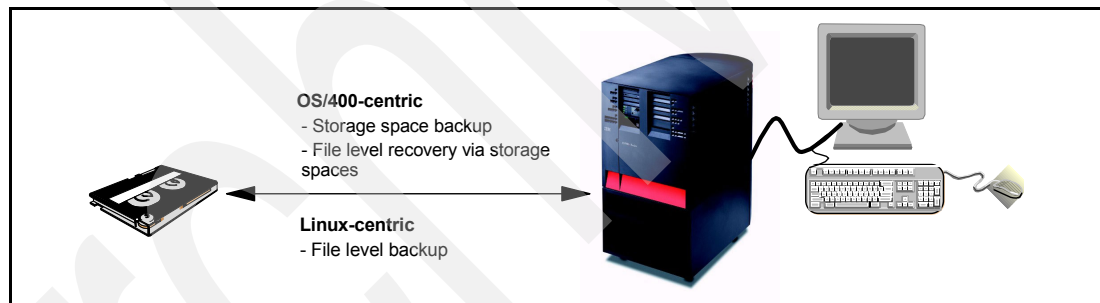 OS/400-centric
- Storage space backup
- File level recovery via storage
spaces
Linux-centric
- File level backup